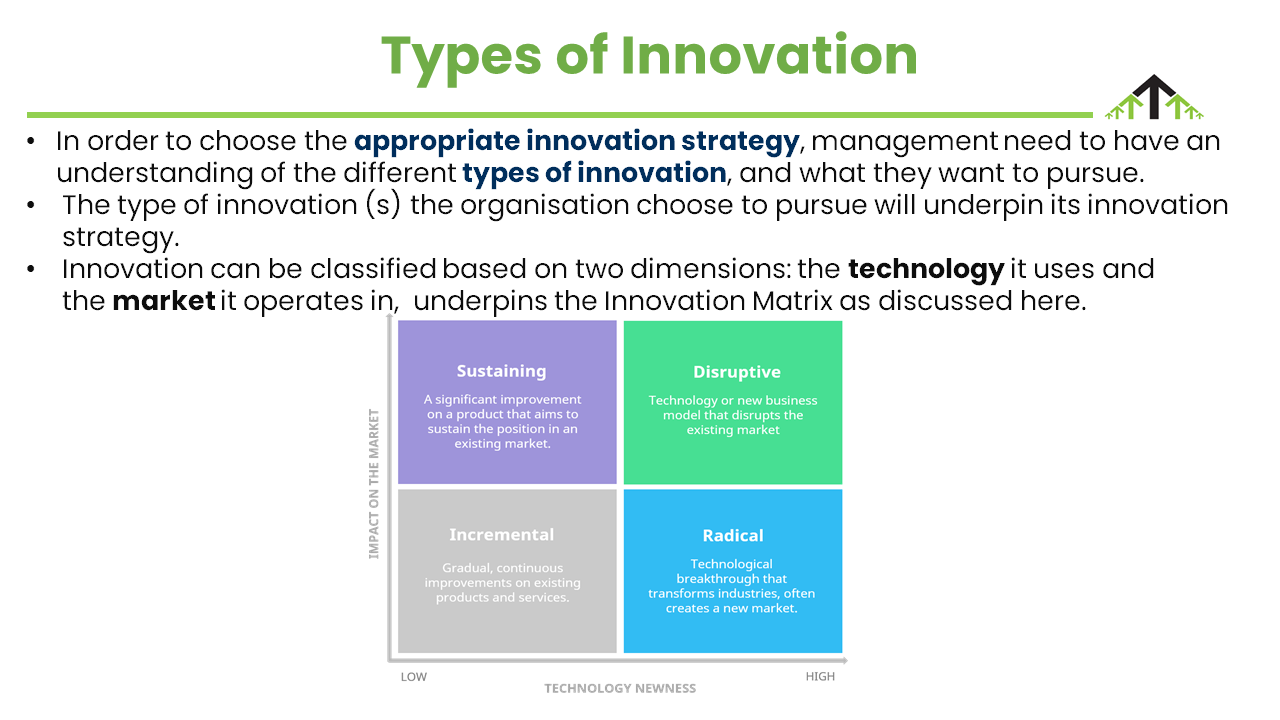 Types of Innovation
• In order to choose the appropriate innovation strategy, management need to have an
understanding of the different types of innovation, and what they want to pursue.
• The type of innovation (s) the organisation choose to pursue will underpin its innovation
strategy.
• Innovation can be classified based on two dimensions: the technology it uses and
the market it operates in, underpins the Innovation Matrix as discussed here.
IMPACT ON THE MARKET
Sustaining
A significant improvement
on a product that aims to
sustain the position in an
existing market.
Disruptive
Technology or new business
model that disrupts the
existing market
Incremental
Gradual, continuous
improvements on existing
products and services.
Radical
Technological
breakthrough that
transforms industries, often
creates a new market.
LOW
HIGH
TECHNOLOGY NEWNESS